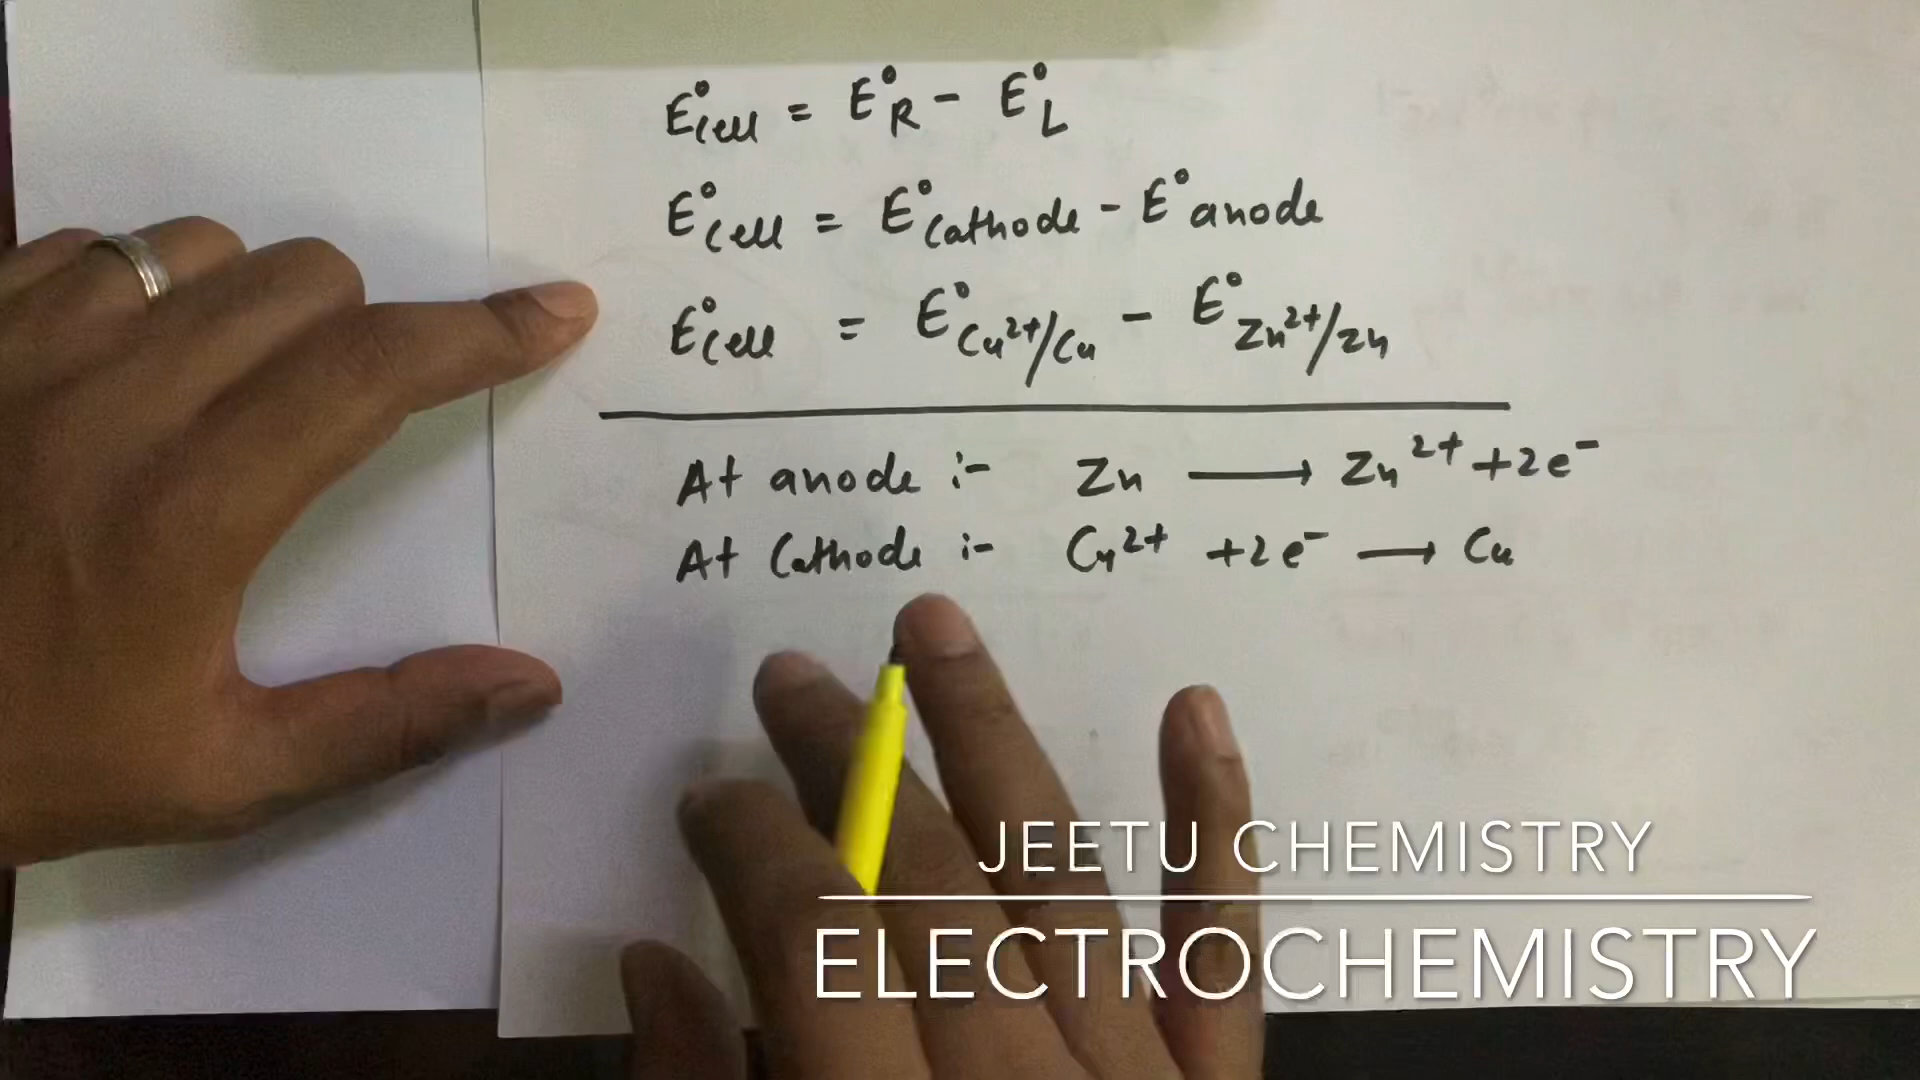 E°cell = E°R - E°L
E°cell = E°cathode - E°anode
E°cell = E°Cu²⁺/Cu - E°Zn²⁺/Zn
At anode :- Zn ⟶ Zn²⁺ + 2e⁻
At Cathode :- Cu²⁺ + 2e⁻ ⟶ Cu
JEETU CHEMISTRY
ELECTROCHEMISTRY